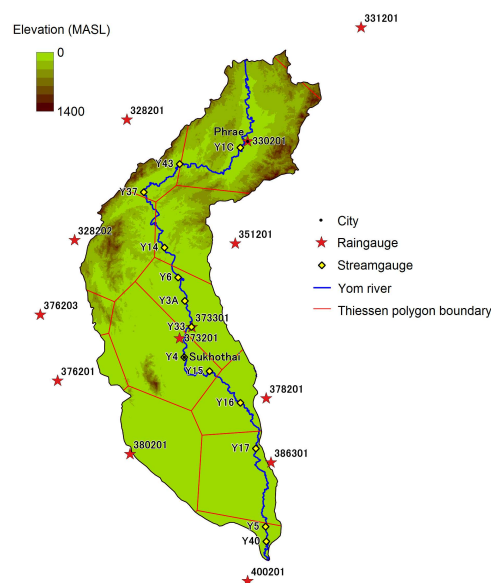 331201
Elevation (MASL)
0
1400
328201
Phrae
330201
Y1C
Y43
Y37
328202
351201
Y14
City
Raingauge
Streamgauge
Yom river
Thiessen polygon boundary
Y6
Y3A
376203
373301
Y33
373201
Y4
Sukhothai
Y15
376201
378201
Y16
380201
Y17
386301
Y5
Y40
400201